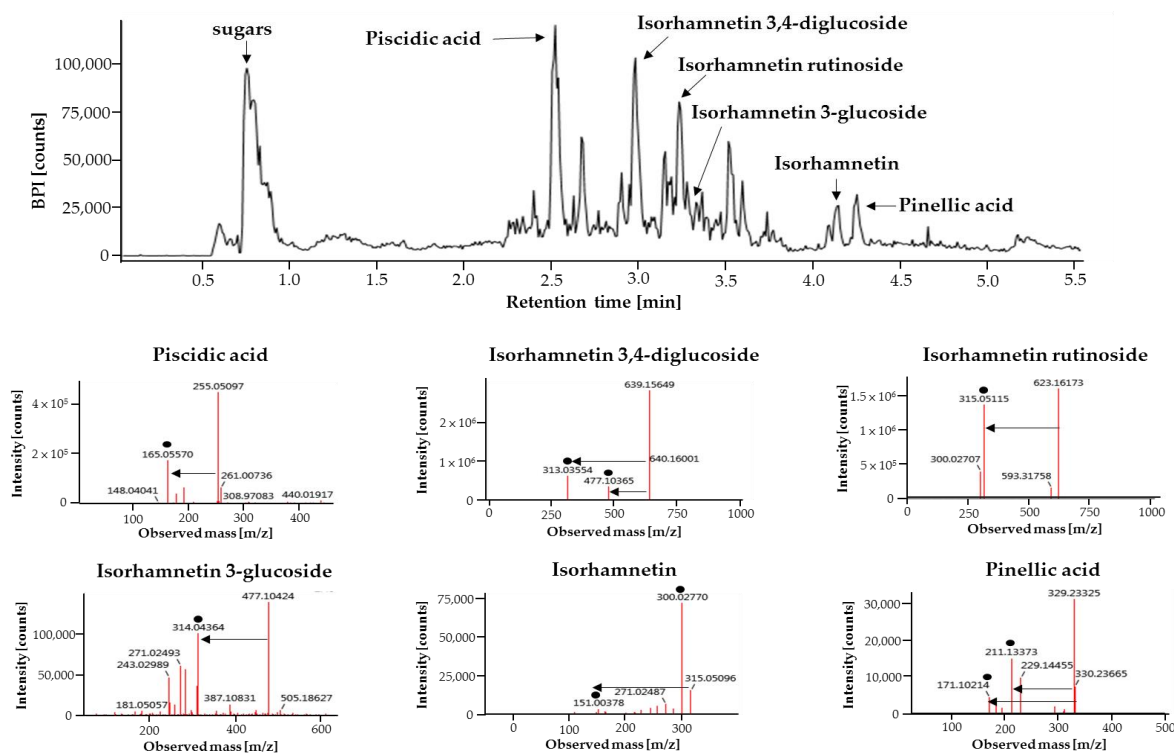 sugars
Piscidic acid
Isorhamnetin 3,4-diglucoside
Isorhamnetin rutinoside
Isorhamnetin 3-glucoside
Isorhamnetin
Pinellic acid
BPI [counts]
100,000
75,000
50,000
25,000
0
0.5 1.0 1.5 2.0 2.5 3.0 3.5 4.0 4.5 5.0 5.5
Retention time [min]
Piscidic acid
Intensity [counts]
4 × 10⁵
2 × 10⁵
0
255.05097
165.05570
261.00736
148.04041
308.97083
440.01917
100 200 300 400
Observed mass [m/z]
Isorhamnetin 3,4-diglucoside
Intensity [counts]
2 × 10⁶
1 × 10⁶
0
639.15649
640.16001
313.03554
477.10365
0 250 500 750 1000
Observed mass [m/z]
Isorhamnetin rutinoside
Intensity [counts]
1.5 × 10⁶
1 × 10⁶
5 × 10⁵
0
623.16173
315.05115
300.02707
593.31758
0 250 500 750 1000
Observed mass [m/z]
Isorhamnetin 3-glucoside
Intensity [counts]
100,000
50,000
0
477.10424
314.04364
271.02493
243.02989
181.05057
387.10831
505.18627
200 400 600
Observed mass [m/z]
Isorhamnetin
Intensity [counts]
75,000
50,000
25,000
0
300.02770
315.05096
271.02487
151.00378
0 100 200 300
Observed mass [m/z]
Pinellic acid
Intensity [counts]
30,000
20,000
10,000
0
329.23325
211.13373
229.14455
330.23665
171.10214
100 200 300 400 500
Observed mass [m/z]